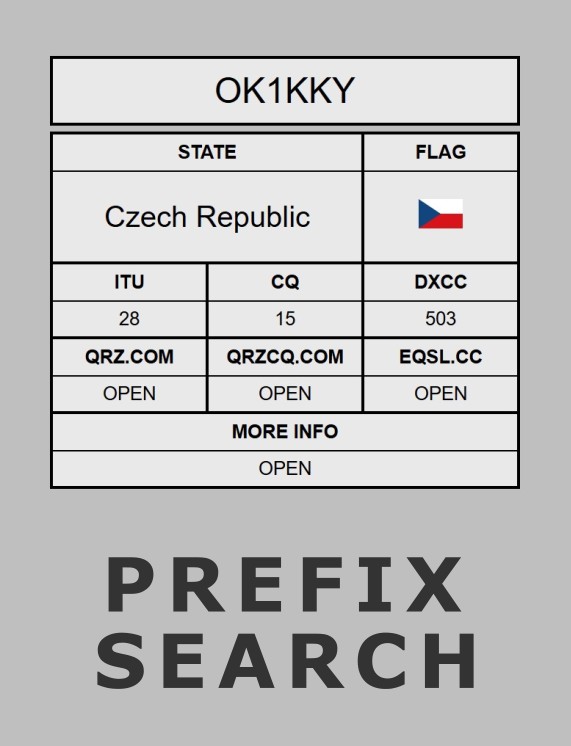 OK1KKY
STATE FLAG
Czech Republic
ITU CQ DXCC
28 15 503
QRZ.COM QRZCQ.COM EQSL.CC
OPEN OPEN OPEN
MORE INFO
OPEN
PREFIX
SEARCH